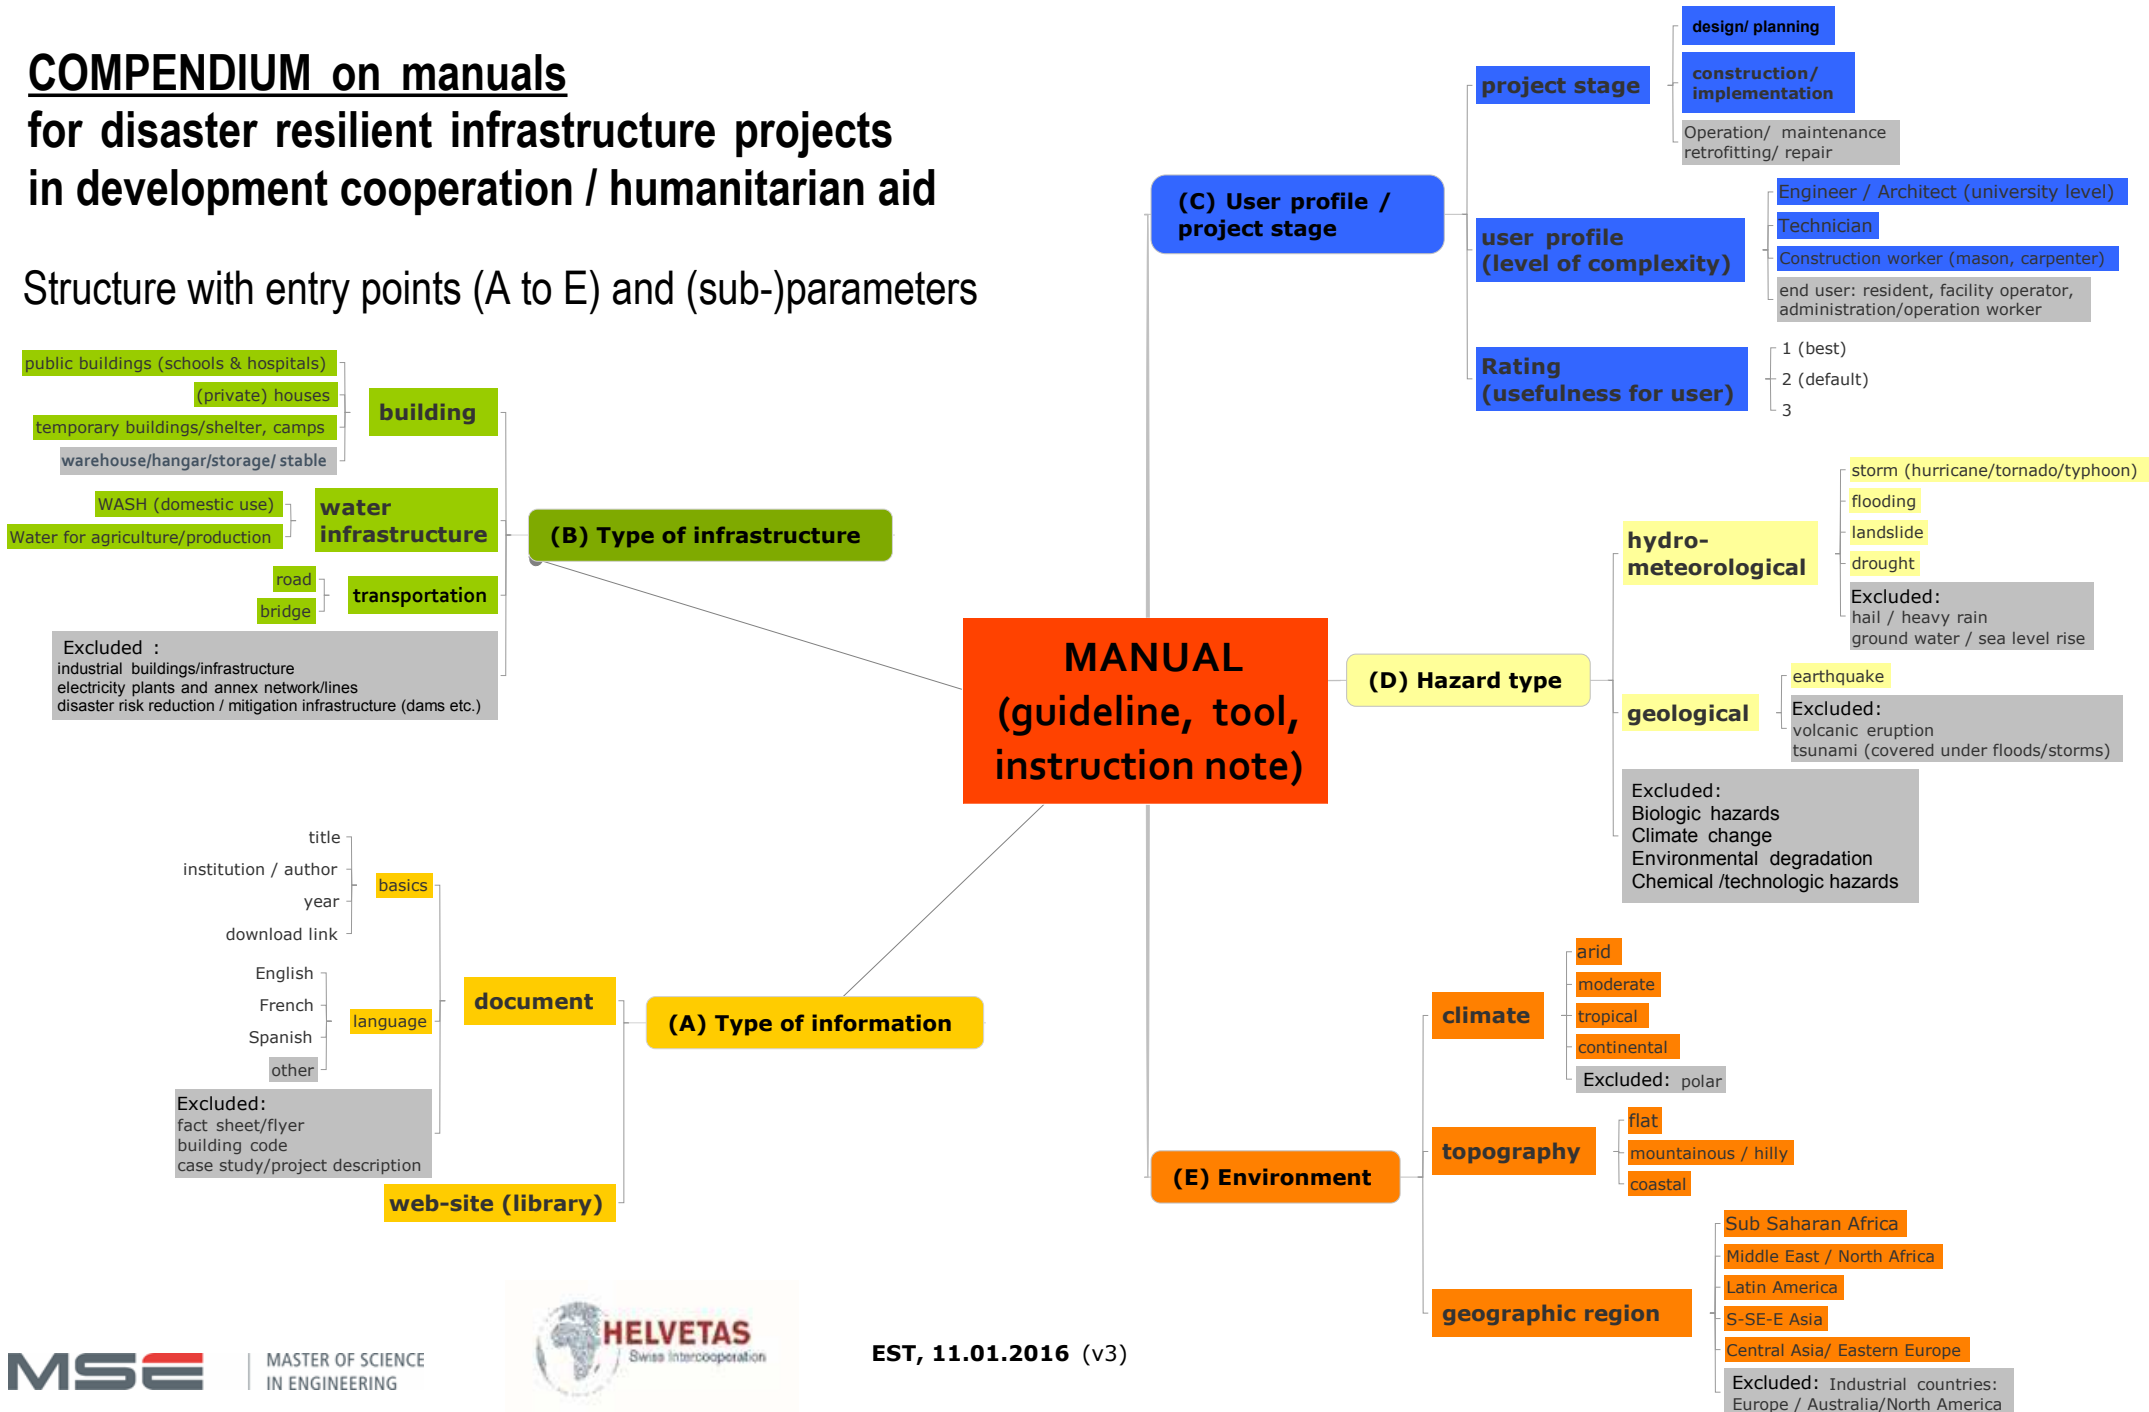 COMPENDIUM on manuals
for disaster resilient infrastructure projects
in development cooperation / humanitarian aid
Structure with entry points (A to E) and (sub-)parameters
public buildings (schools & hospitals)
(private) houses
temporary buildings/shelter, camps
warehouse/hangar/storage/ stable
building
WASH (domestic use)
Water for agriculture/production
water
infrastructure
road
bridge
transportation
Excluded :
industrial buildings/infrastructure
electricity plants and annex network/lines
disaster risk reduction / mitigation infrastructure (dams etc.)
(B) Type of infrastructure
title
institution / author
year
download link
basics
English
French
Spanish
other
language
Excluded:
fact sheet/flyer
building code
case study/project description
document
web-site (library)
(A) Type of information
MANUAL
(guideline, tool,
instruction note)
(C) User profile /
project stage
project stage
design/ planning
construction/
implementation
Operation/ maintenance
retrofitting/ repair
user profile
(level of complexity)
Engineer / Architect (university level)
Technician
Construction worker (mason, carpenter)
end user: resident, facility operator,
administration/operation worker
Rating
(usefulness for user)
1 (best)
2 (default)
3
(D) Hazard type
hydro-
meteorological
storm (hurricane/tornado/typhoon)
flooding
landslide
drought
Excluded:
hail / heavy rain
ground water / sea level rise
geological
earthquake
Excluded:
volcanic eruption
tsunami (covered under floods/storms)
Excluded:
Biologic hazards
Climate change
Environmental degradation
Chemical /technologic hazards
(E) Environment
climate
arid
moderate
tropical
continental
Excluded: polar
topography
flat
mountainous / hilly
coastal
geographic region
Sub Saharan Africa
Middle East / North Africa
Latin America
S-SE-E Asia
Central Asia/ Eastern Europe
Excluded: Industrial countries:
Europe / Australia/North America
MSE
MASTER OF SCIENCE
IN ENGINEERING
HELVETAS
Swiss Intercooperation
EST, 11.01.2016 (v3)